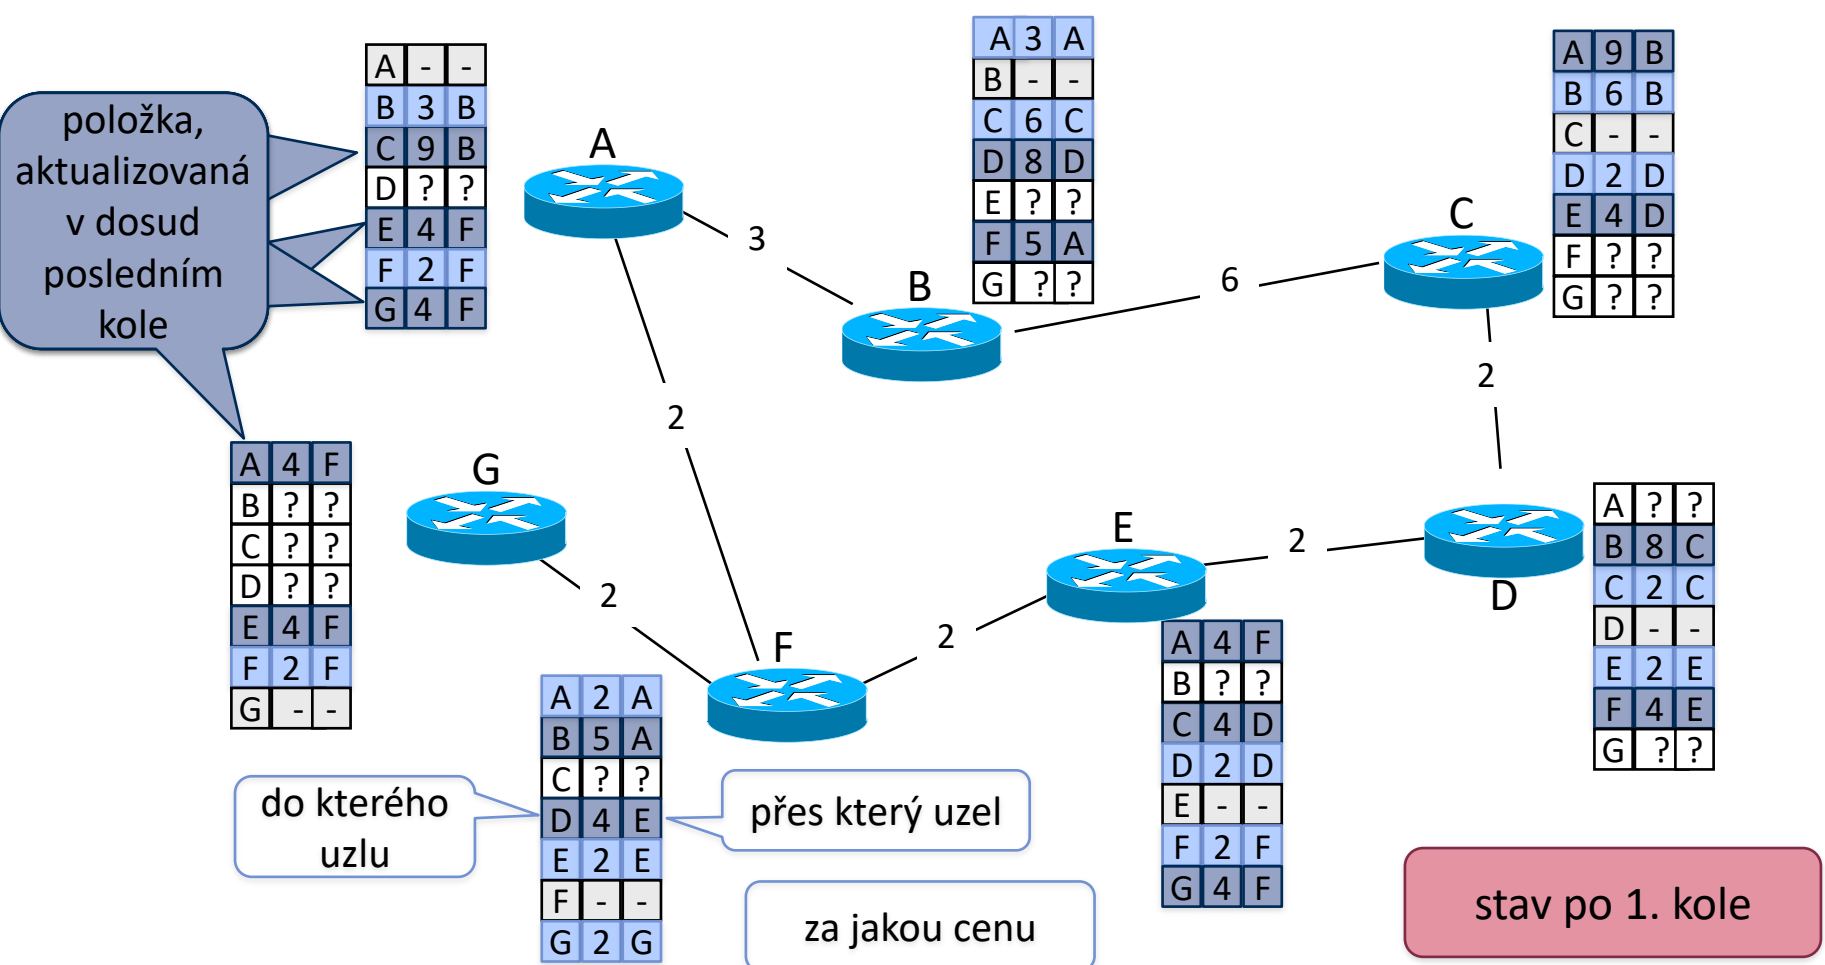 A - -
B 3 B
C 9 B
D ? ?
E 4 F
F 2 F
G 4 F
A 3 A
B - -
C 6 C
D 8 D
E ? ?
F 5 A
G ? ?
A 9 B
B 6 B
C - -
D 2 D
E 4 D
F ? ?
G ? ?
položka,
aktualizovaná
v dosud
posledním
kole
A
3
B
6
C
2
2
A 4 F
B ? ?
C ? ?
D ? ?
E 4 F
F 2 F
G - -
G
2
F
2
E
2
D
A ? ?
B 8 C
C 2 C
D - -
E 2 E
F 4 E
G ? ?
A 2 A
B 5 A
C ? ?
D 4 E
E 2 E
F - -
G 2 G
A 4 F
B ? ?
C 4 D
D 2 D
E - -
F 2 F
G 4 F
do kterého
uzlu
přes který uzel
za jakou cenu
stav po 1. kole